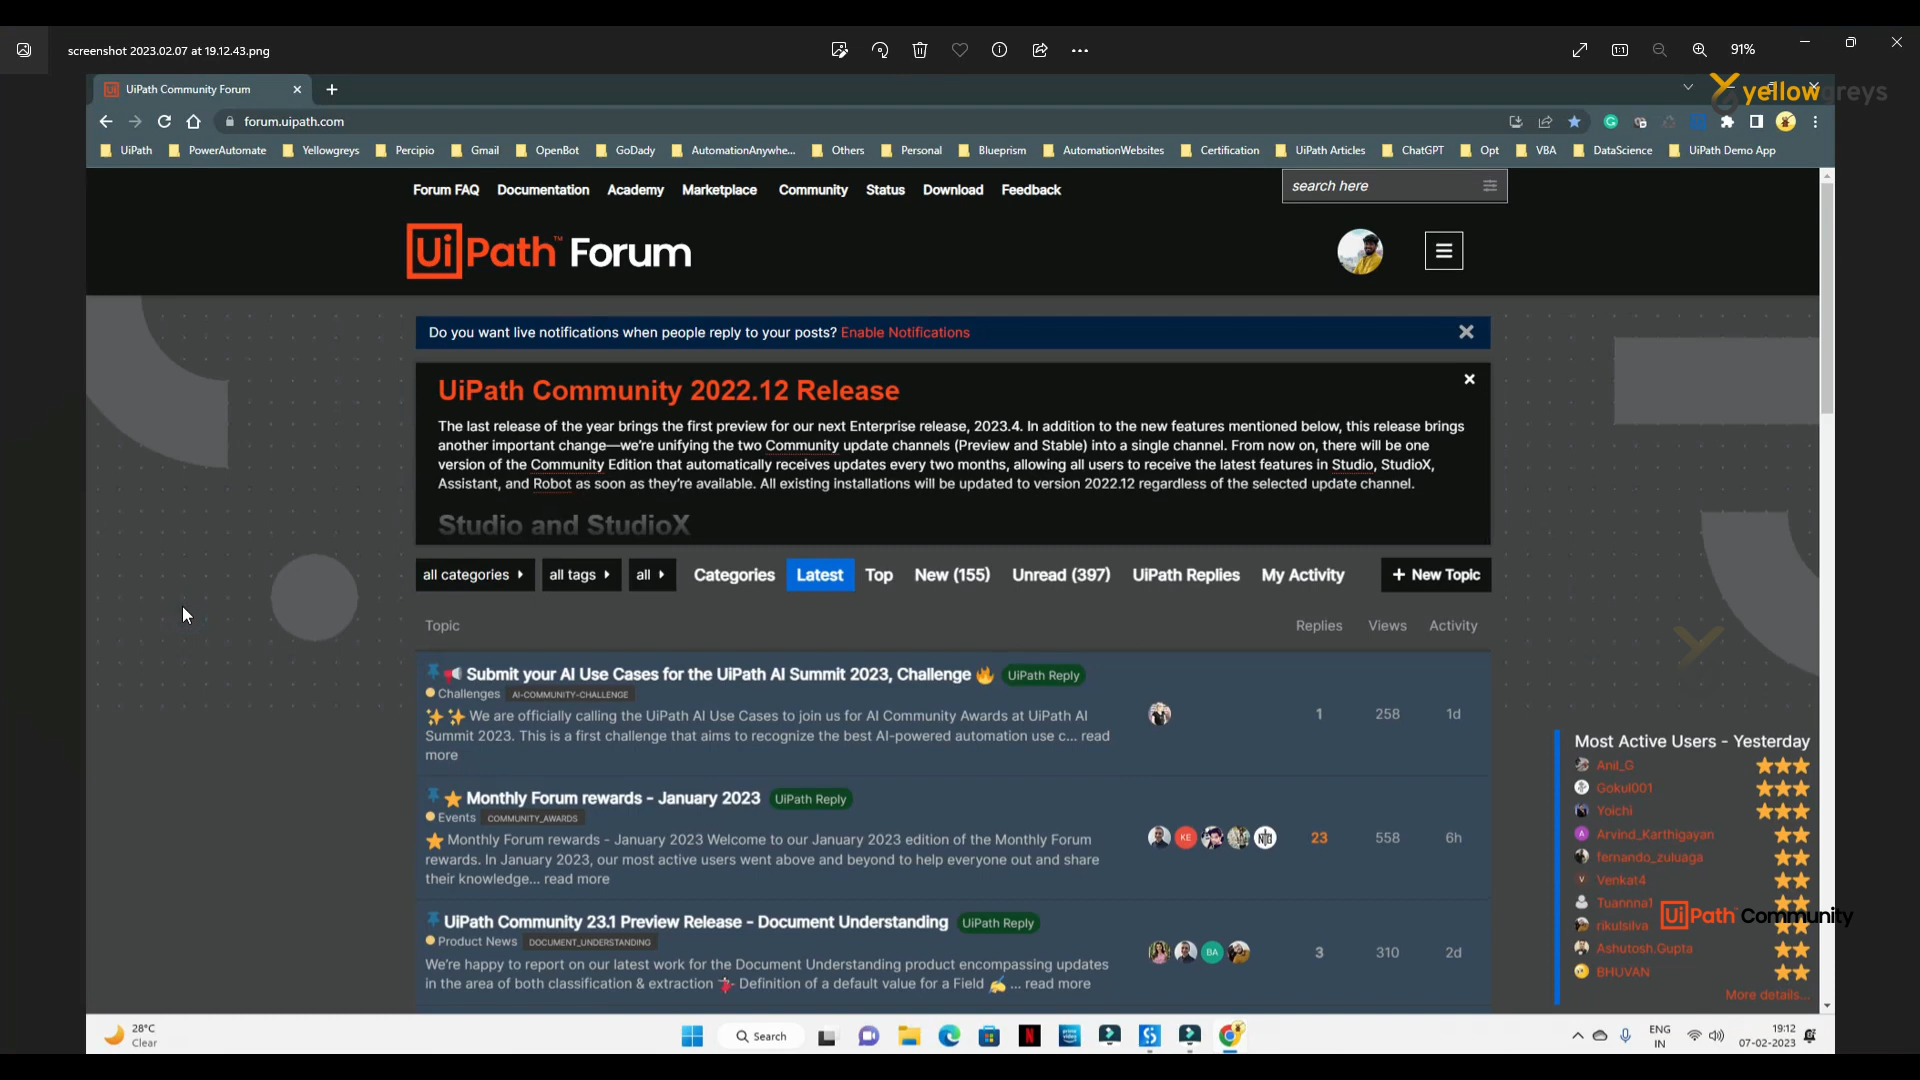 screenshot 2023.02.07 at 19.12.43.png
91%
UiPath Community Forum
yellowgreys
forum.uipath.com
UiPath PowerAutomate Yellowgreys Percipio Gmail OpenBot GoDady AutomationAnywhe... Others Personal Blueprism AutomationWebsites Certification UiPath Articles ChatGPT Opt VBA DataScience UiPath Demo App
Forum FAQ Documentation Academy Marketplace Community Status Download Feedback
search here
UiPath™ Forum
Do you want live notifications when people reply to your posts? Enable Notifications
UiPath Community 2022.12 Release
The last release of the year brings the first preview for our next Enterprise release, 2023.4. In addition to the new features mentioned below, this release brings
another important change—we're unifying the two Community update channels (Preview and Stable) into a single channel. From now on, there will be one
version of the Community Edition that automatically receives updates every two months, allowing all users to receive the latest features in Studio, StudioX,
Assistant, and Robot as soon as they're available. All existing installations will be updated to version 2022.12 regardless of the selected update channel.
Studio and StudioX
all categories all tags all Categories Latest Top New (155) Unread (397) UiPath Replies My Activity + New Topic
Topic Replies Views Activity
Submit your AI Use Cases for the UiPath AI Summit 2023, Challenge 🔥 UiPath Reply
Challenges AI-COMMUNITY-CHALLENGE
✨ ✨ We are officially calling the UiPath AI Use Cases to join us for AI Community Awards at UiPath AI
Summit 2023. This is a first challenge that aims to recognize the best AI-powered automation use c... read
more
1 258 1d
Monthly Forum rewards - January 2023 UiPath Reply
Events COMMUNITY_AWARDS
⭐ Monthly Forum rewards - January 2023 Welcome to our January 2023 edition of the Monthly Forum
rewards. In January 2023, our most active users went above and beyond to help everyone out and share
their knowledge... read more
KE NTG 23 558 6h
UiPath Community 23.1 Preview Release - Document Understanding UiPath Reply
Product News DOCUMENT_UNDERSTANDING
We're happy to report on our latest work for the Document Understanding product encompassing updates
in the area of both classification & extraction - Definition of a default value for a Field ✍ ... read more
BA 3 310 2d
Most Active Users - Yesterday
Anil_G
Gokul001
Yoichi
A Arvind_Karthigayan
fernando_zuluaga
V Venkat4
Tuannna1
rikulsilva
Ashutosh.Gupta
BHUVAN
More details...
UiPath Community
28°C
Clear
Search
ENG
IN
19:12
07-02-2023